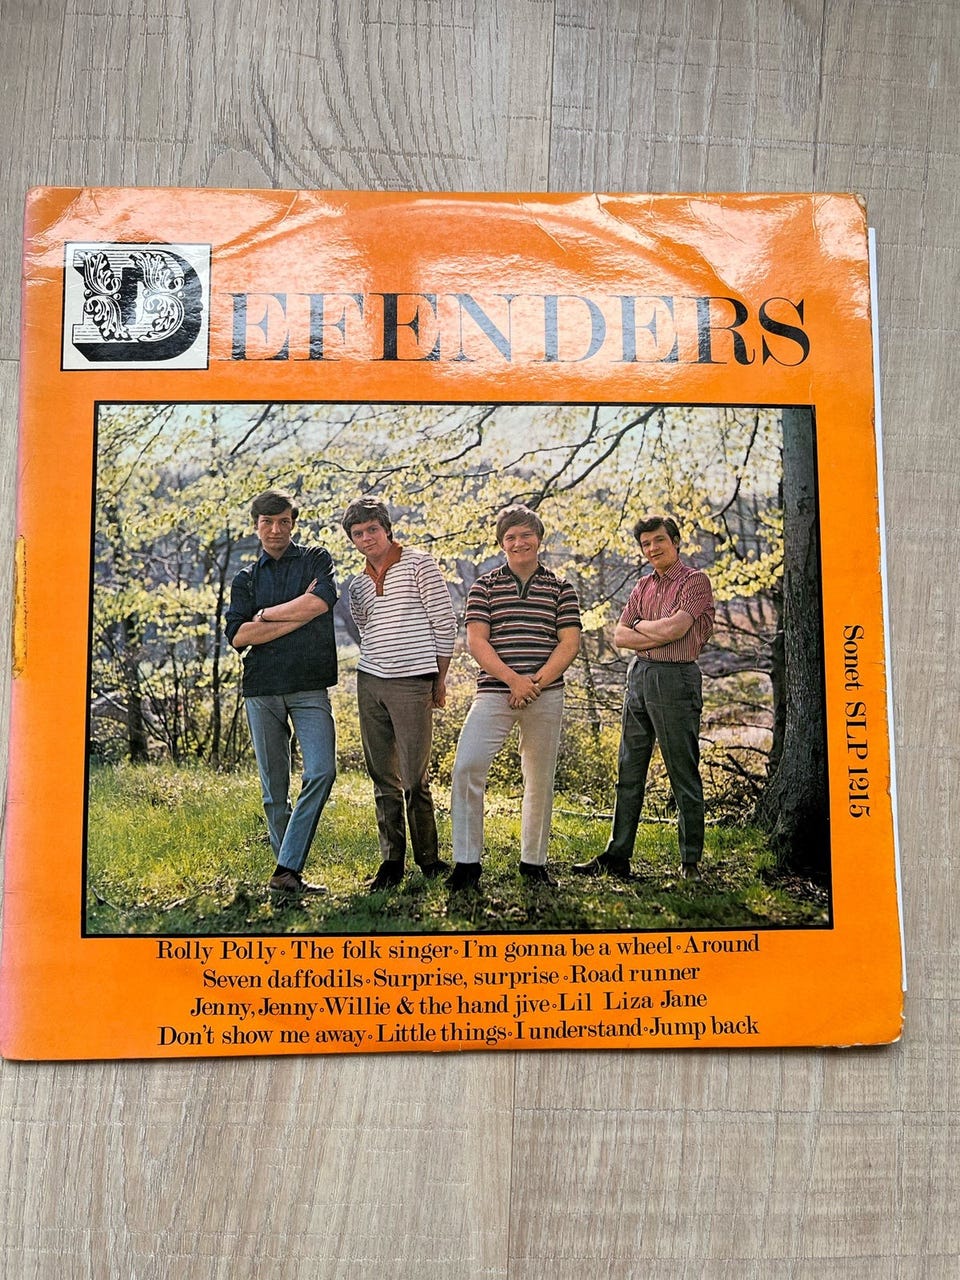 DEFENDERS
Sonet SLP 1215
Rolly Polly◦The folk singer◦I'm gonna be a wheel◦Around
Seven daffodils◦Surprise, surprise◦Road runner
Jenny, Jenny◦Willie & the hand jive◦Lil Liza Jane
Don't show me away◦Little things◦I understand◦Jump back